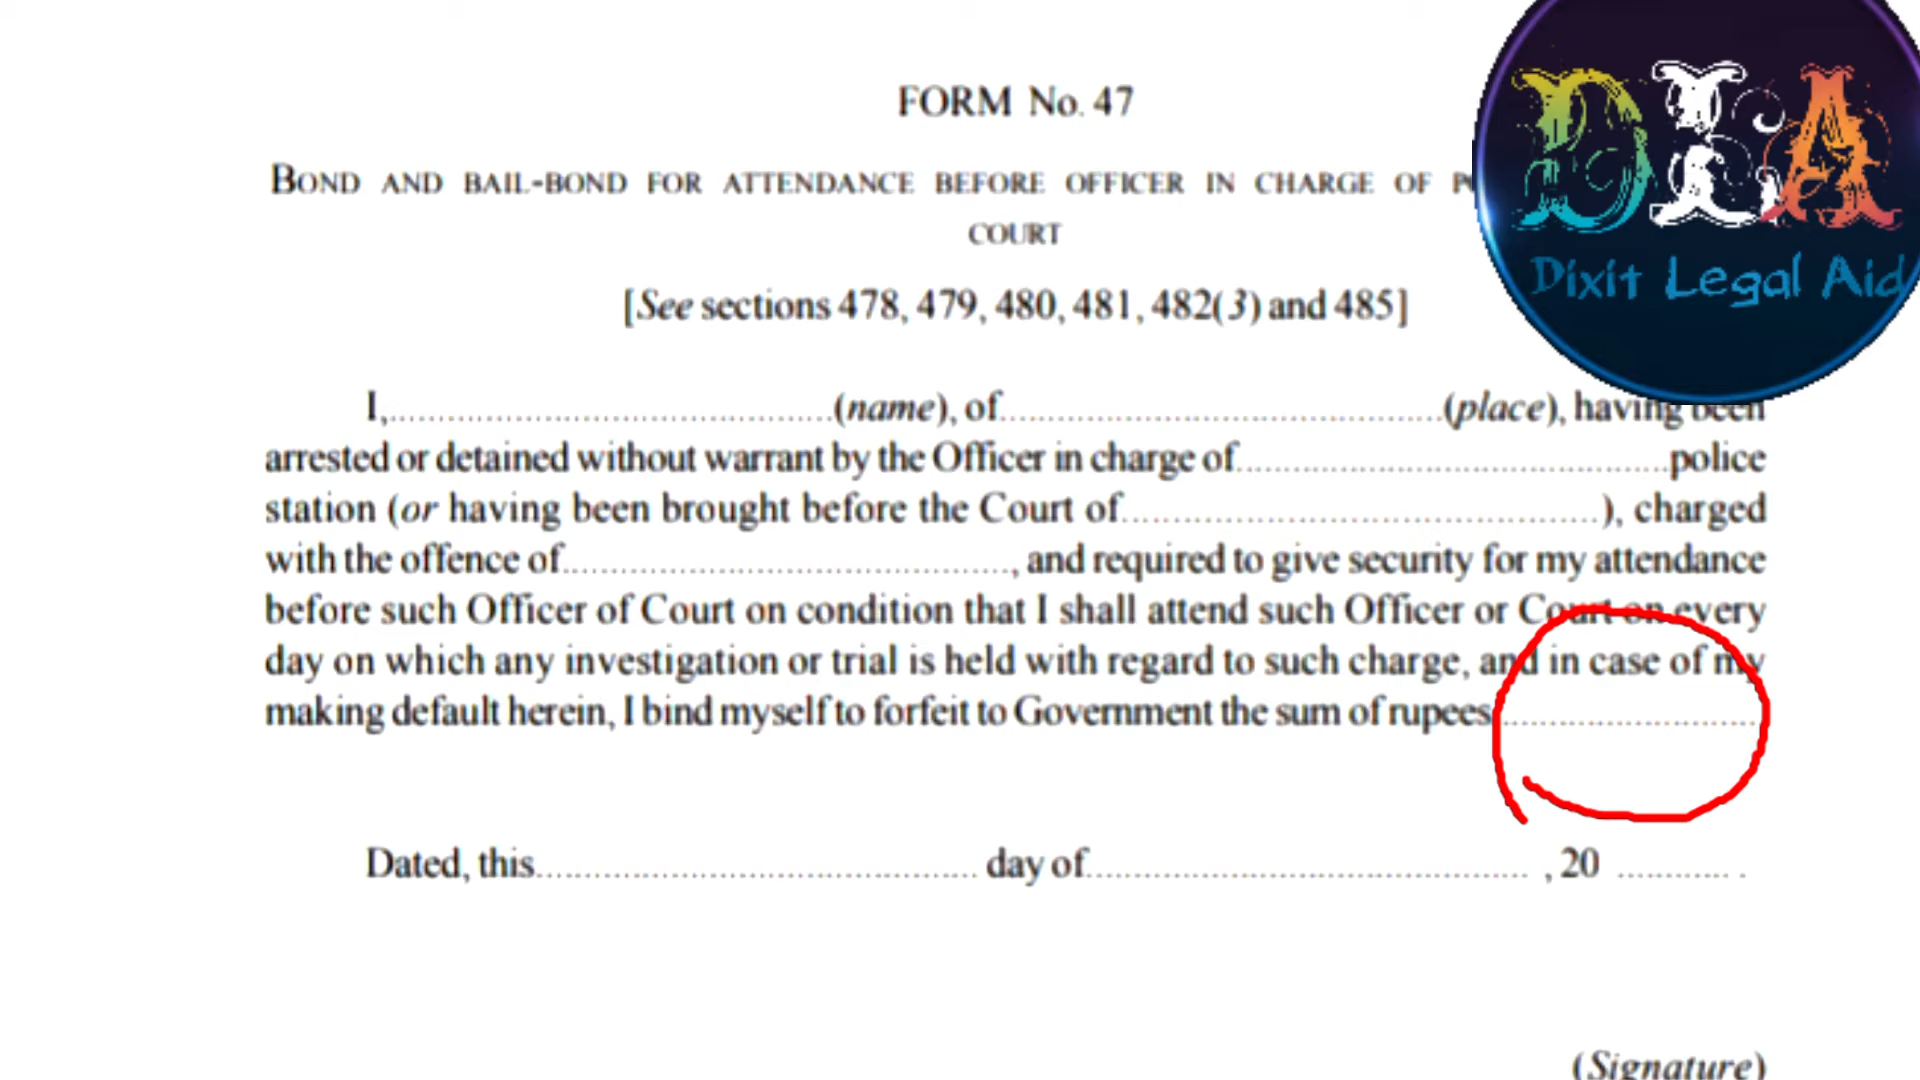 FORM No. 47
BOND AND BAIL-BOND FOR ATTENDANCE BEFORE OFFICER IN CHARGE OF
COURT
[See sections 478, 479, 480, 481, 482(3) and 485]
DLA
Dixit Legal Aid
I,..........................................(name), of..........................................(place), having been
arrested or detained without warrant by the Officer in charge of..........................................police
station (or having been brought before the Court of..........................................), charged
with the offence of..........................................., and required to give security for my attendance
before such Officer of Court on condition that I shall attend such Officer or Court on every
day on which any investigation or trial is held with regard to such charge, and in case of my
making default herein, I bind myself to forfeit to Government the sum of rupees..........................
Dated, this.......................................... day of.......................................... , 20 ............ .
(Signature)